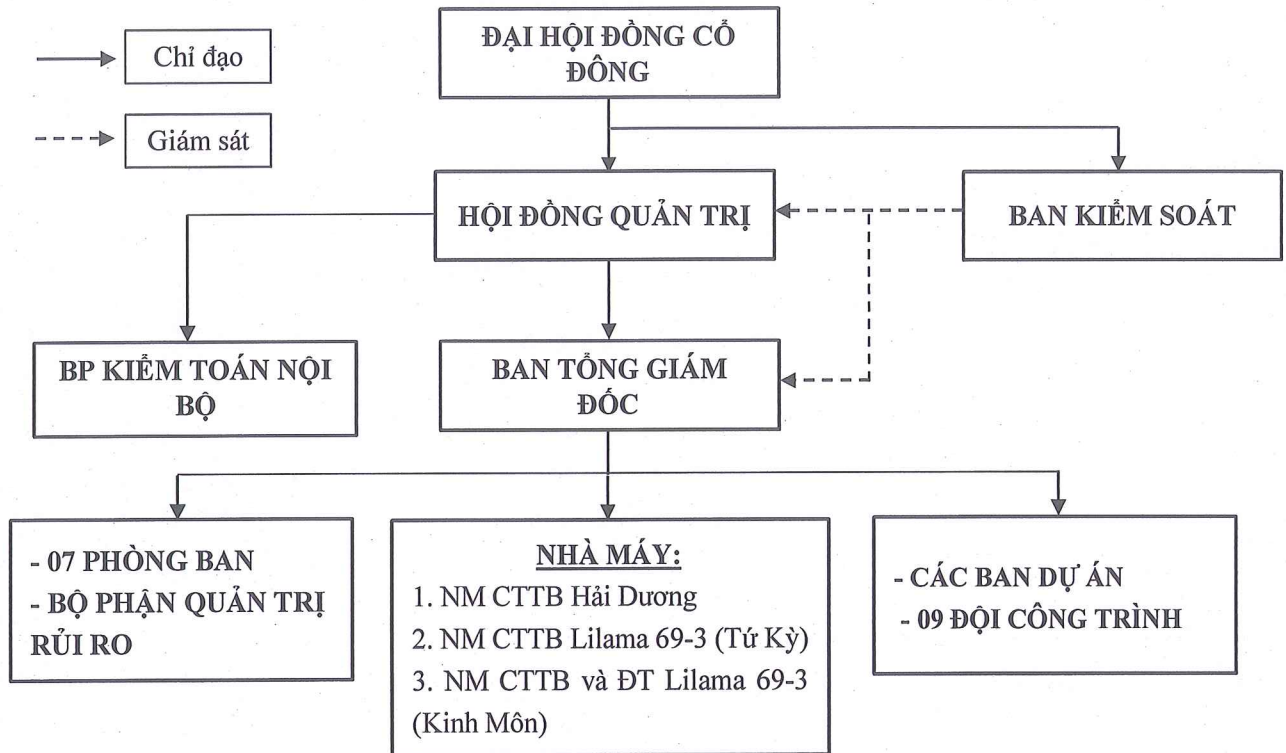 Chỉ đạo
Giám sát
ĐẠI HỘI ĐỒNG CỔ
ĐÔNG
HỘI ĐỒNG QUẢN TRỊ
BAN KIỂM SOÁT
BP KIỂM TOÁN NỘI
BỘ
BAN TỔNG GIÁM
ĐỐC
- 07 PHÒNG BAN
- BỘ PHẬN QUẢN TRỊ
RỦI RO
NHÀ MÁY:
1. NM CTTB Hải Dương
2. NM CTTB Lilama 69-3 (Tứ Kỳ)
3. NM CTTB và ĐT Lilama 69-3
(Kinh Môn)
- CÁC BAN DỰ ÁN
- 09 ĐỘI CÔNG TRÌNH